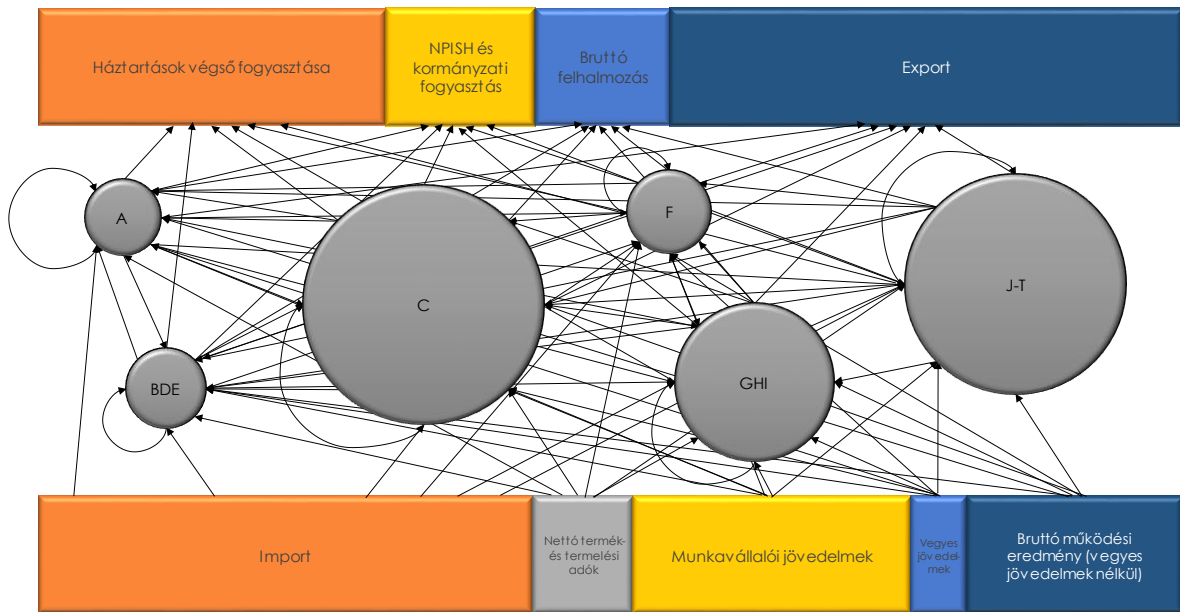 Háztartások végső fogyasztása
NPISH és
kormányzati
fogyasztás
Bruttó
felhalmozás
Export
A
F
C
J-T
BDE
GHI
Import
Nettó termék-
és termelési
adók
Munkavállalói jövedelmek
Vegyes
jövedel-
mek
Bruttó működési
eredmény (vegyes
jövedelmek nélkül)